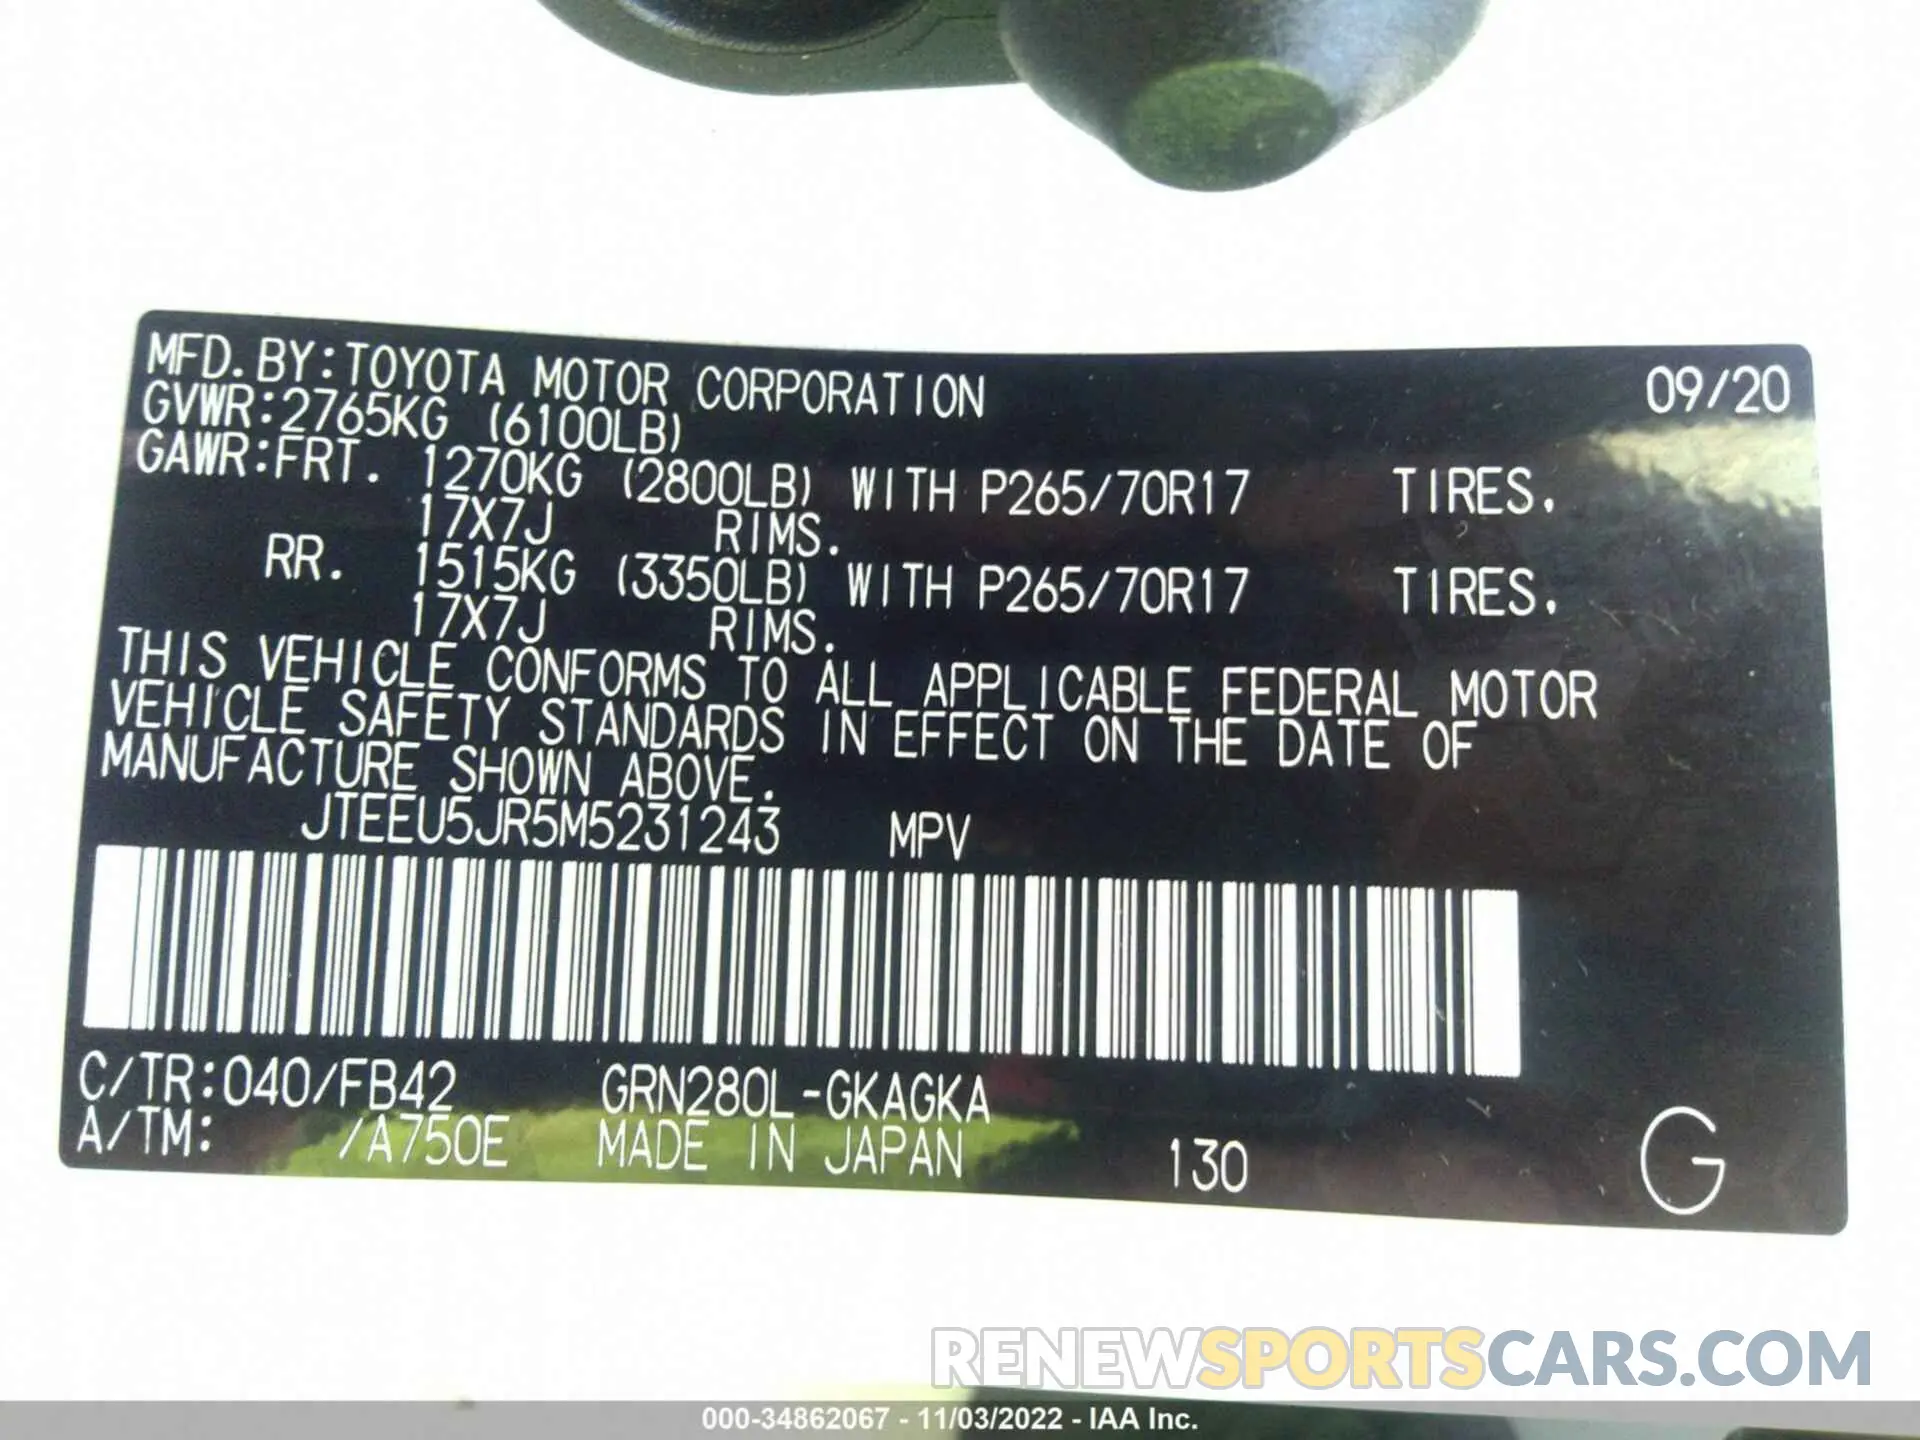 MFD.BY:TOYOTA MOTOR CORPORATION 09/20
GVWR:2765KG (6100LB)
GAWR:FRT. 1270KG (2800LB) WITH P265/70R17 TIRES.
17X7J RIMS.
RR. 1515KG (3350LB) WITH P265/70R17 TIRES.
17X7J RIMS.
THIS VEHICLE CONFORMS TO ALL APPLICABLE FEDERAL MOTOR
VEHICLE SAFETY STANDARDS IN EFFECT ON THE DATE OF
MANUFACTURE SHOWN ABOVE.
JTEEU5JR5M5231243 MPV
C/TR:040/FB42 GRN280L-GKAGKA
A/TM: /A750E MADE IN JAPAN 130 G
RENEWSPORTSCARS.COM
000-34862067 - 11/03/2022 - IAA Inc.